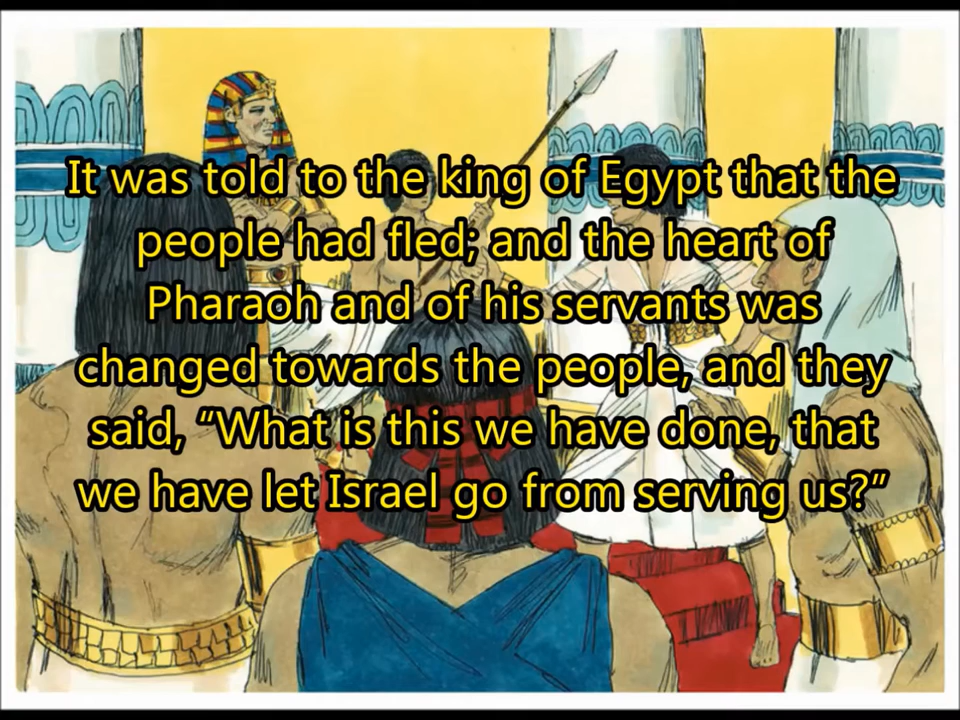 It was told to the king of Egypt that the
people had fled; and the heart of
Pharaoh and of his servants was
changed towards the people, and they
said, “What is this we have done, that
we have let Israel go from serving us?”